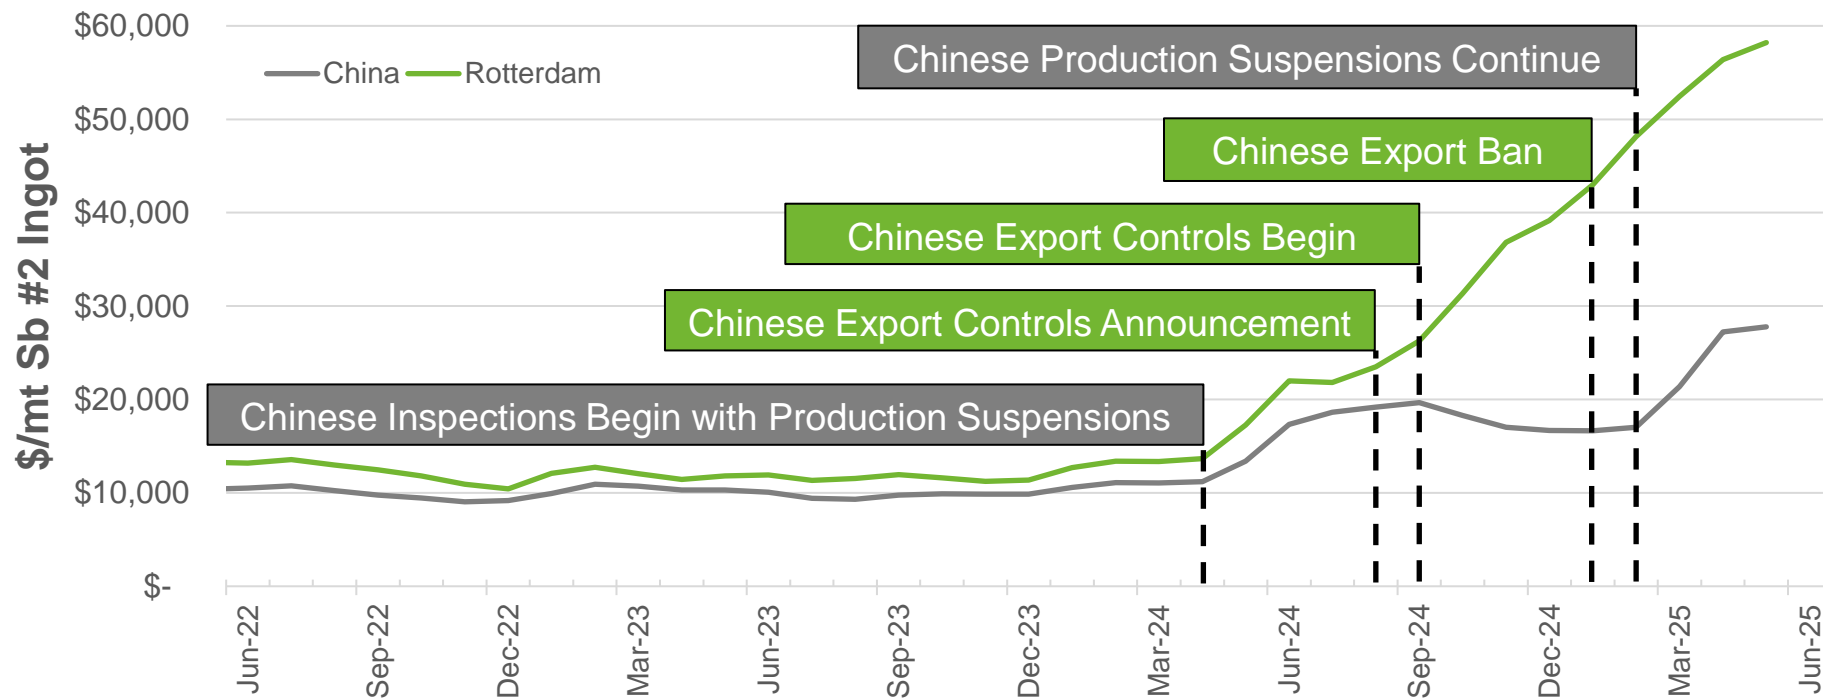 $/mt Sb #2 Ingot
$60,000
$50,000
$40,000
$30,000
$20,000
$10,000
$-
China
Rotterdam
Chinese Production Suspensions Continue
Chinese Export Ban
Chinese Export Controls Begin
Chinese Export Controls Announcement
Chinese Inspections Begin with Production Suspensions
Jun-22
Sep-22
Dec-22
Mar-23
Jun-23
Sep-23
Dec-23
Mar-24
Jun-24
Sep-24
Dec-24
Mar-25
Jun-25